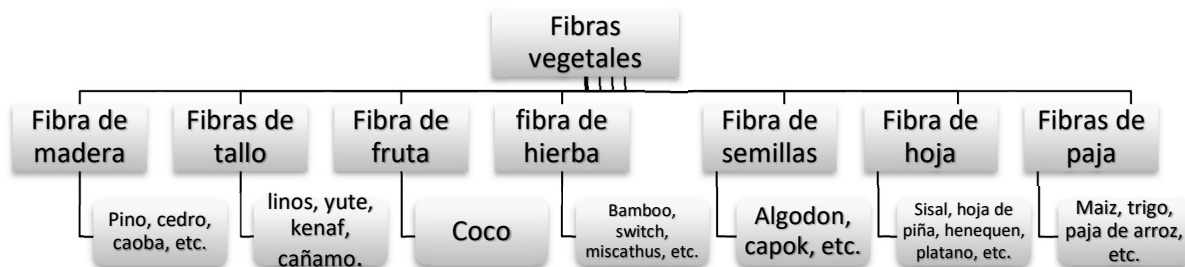 Fibras
vegetales
Fibra de
madera
Fibras de
tallo
Fibra de
fruta
fibra de
hierba
Fibra de
semillas
Fibra de
hoja
Fibras de
paja
Pino, cedro,
caoba, etc.
linos, yute,
kenaf,
cañamo.
Coco
Bamboo,
switch,
miscathus, etc.
Algodon,
capok, etc.
Sisal, hoja de
piña, henequen,
platano, etc.
Maiz, trigo,
paja de arroz,
etc.